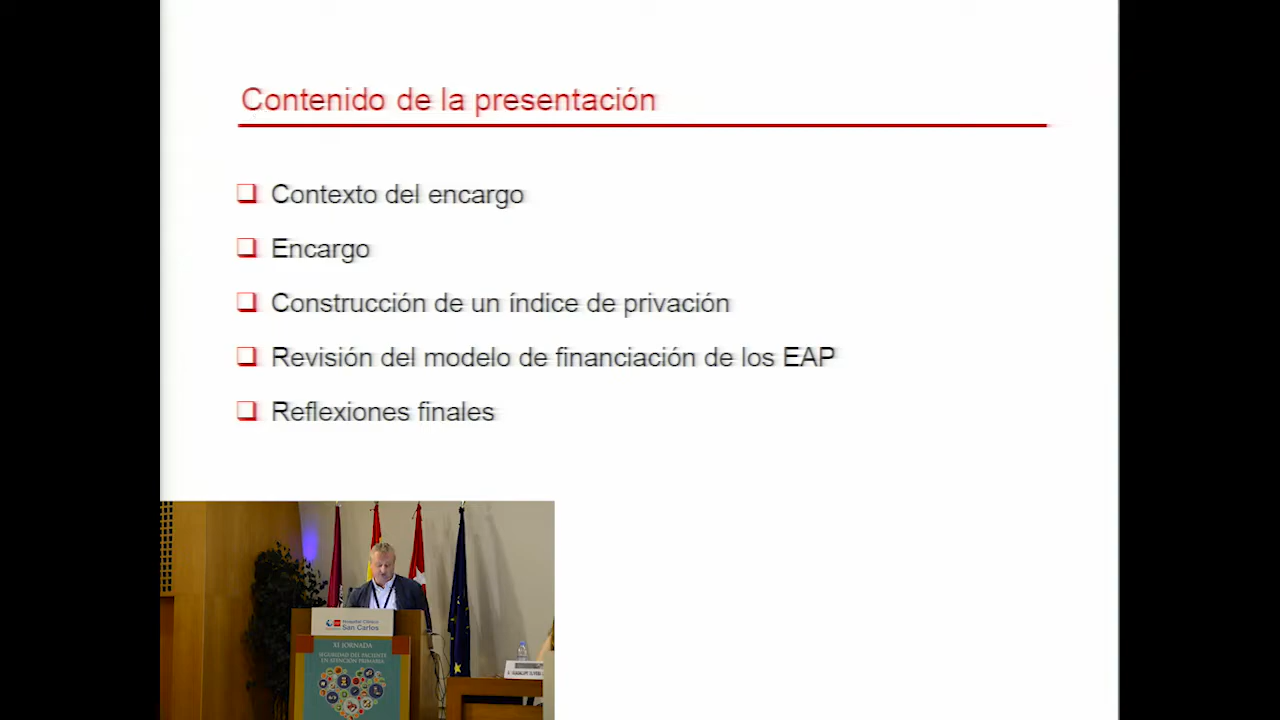 Contenido de la presentación
Contexto del encargo
Encargo
Construcción de un índice de privación
Revisión del modelo de financiación de los EAP
Reflexiones finales
Hospital Clínico
San Carlos
XI JORNADA
SEGURIDAD DEL PACIENTE
EN ATENCIÓN PRIMARIA